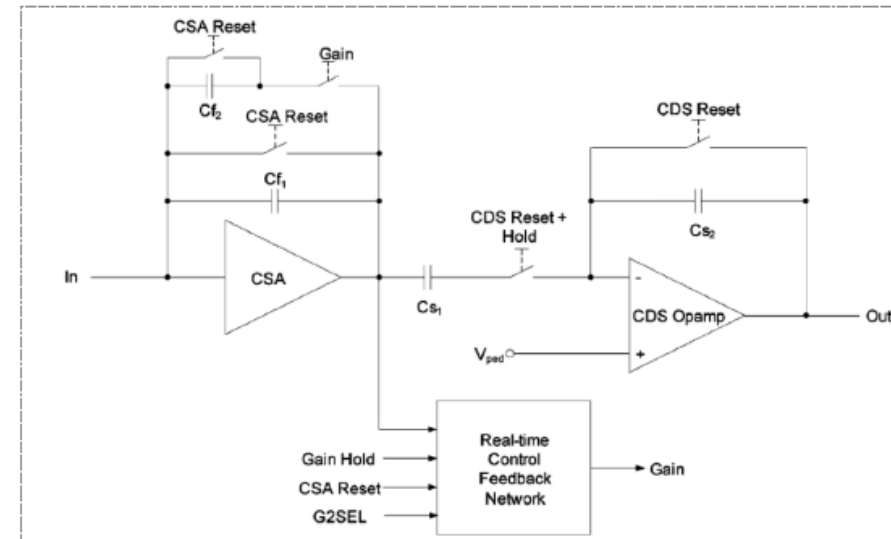 CSA Reset
Gain
Cf₂
CSA Reset
CDS Reset
Cf₁
CDS Reset +
Hold
Cs₂
In
CSA
Cs₁
-
CDS Opamp
Out
V_ped
+
Real-time
Control
Feedback
Network
Gain Hold
CSA Reset
G2SEL
Gain